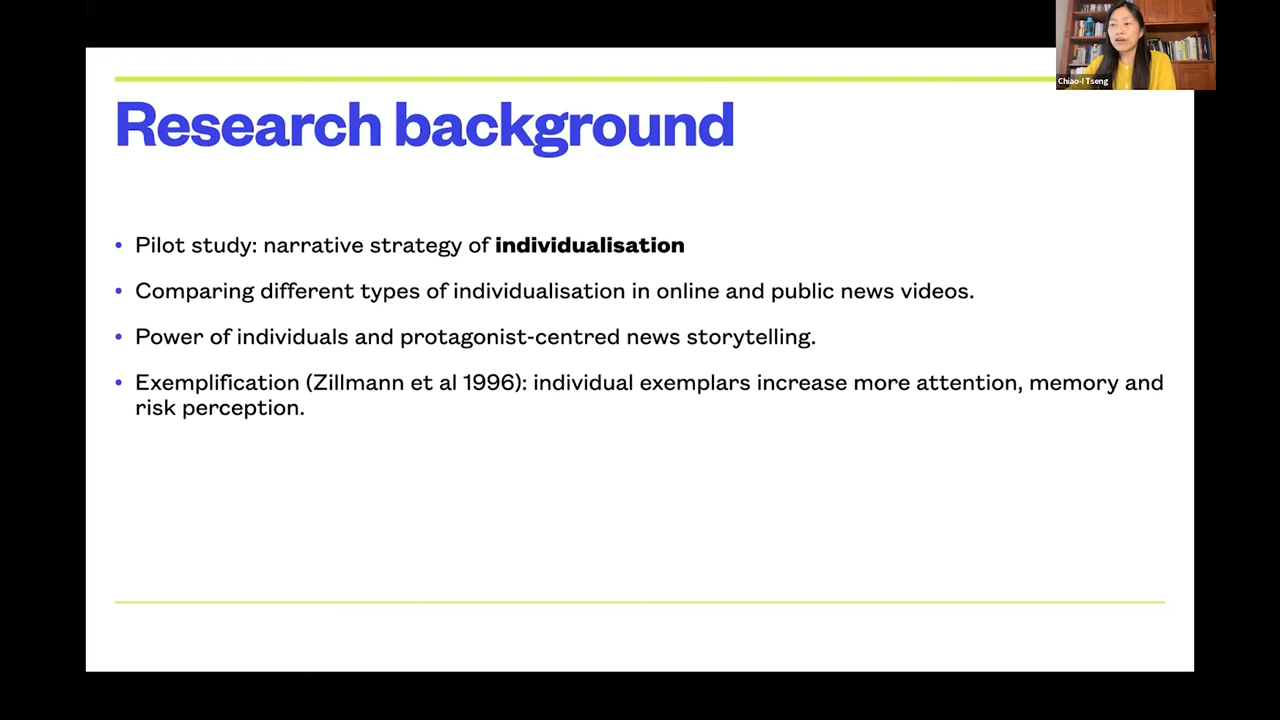 Chiao-I Tseng
Research background
• Pilot study: narrative strategy of individualisation
• Comparing different types of individualisation in online and public news videos.
• Power of individuals and protagonist-centred news storytelling.
• Exemplification (Zillmann et al 1996): individual exemplars increase more attention, memory and
risk perception.